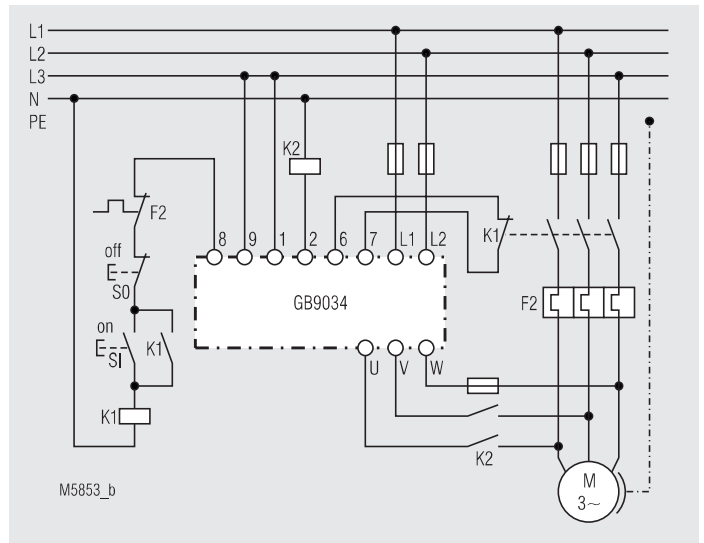 L1
L2
L3
N
PE
K2
F2
8
9
1
2
6
7
L1
L2
K1
off
S0
GB9034
F2
on
SI
K1
U
V
W
K1
K2
M
3~
M5853_b